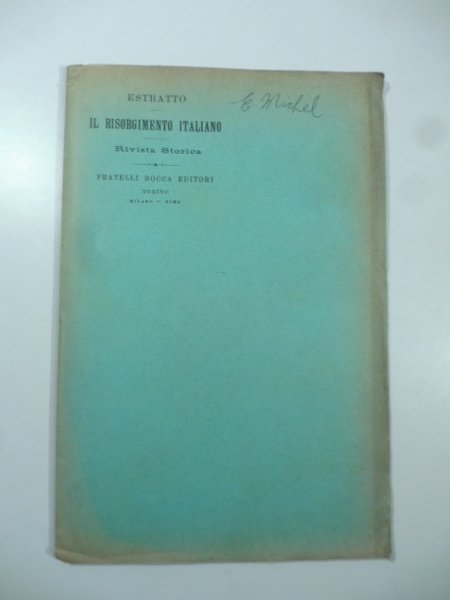 ESTRATTO
E Michel
IL RISORGIMENTO ITALIANO
Rivista Storica
FRATELLI BOCCA EDITORI
TORINO
MILANO — ROMA